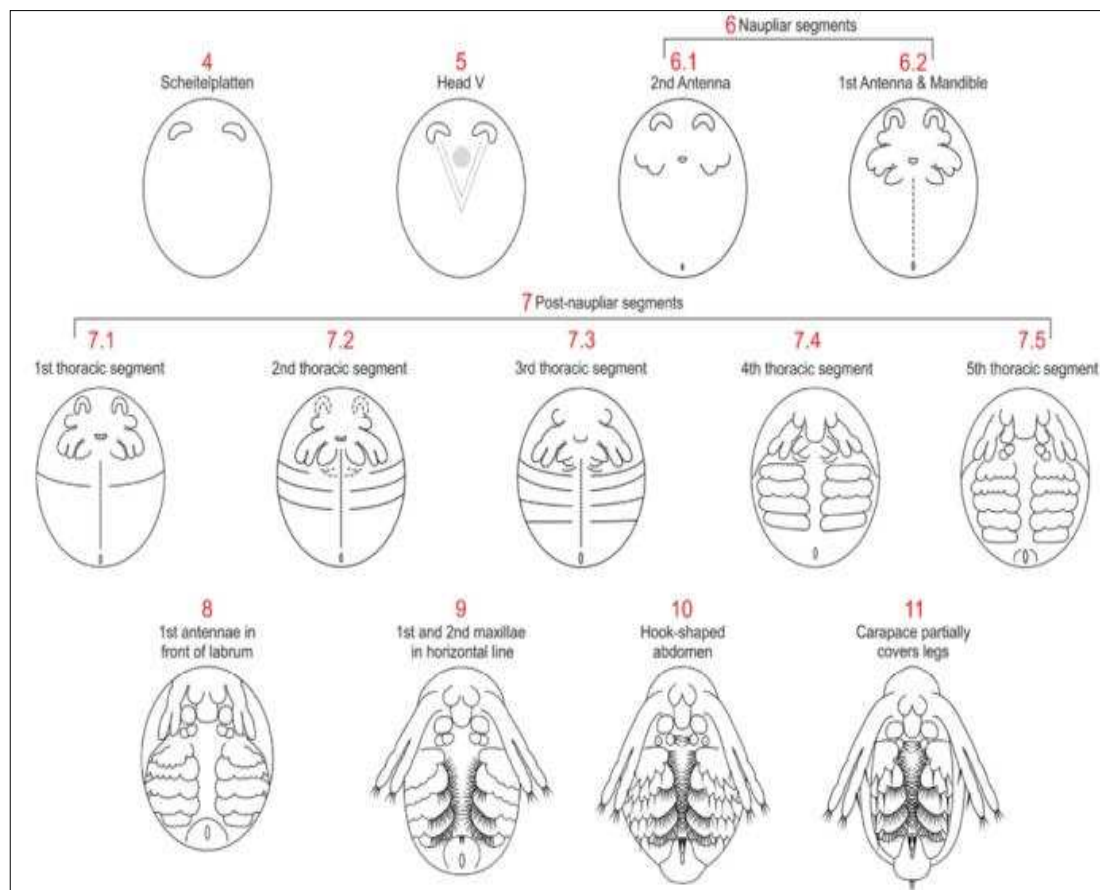 6 Naupliar segments
4
Scheitelplatten
5
Head V
6.1
2nd Antenna
6.2
1st Antenna & Mandible
7 Post-naupliar segments
7.1
1st thoracic segment
7.2
2nd thoracic segment
7.3
3rd thoracic segment
7.4
4th thoracic segment
7.5
5th thoracic segment
8
1st antennae in
front of labrum
9
1st and 2nd maxillae
in horizontal line
10
Hook-shaped
abdomen
11
Carapace partially
covers legs